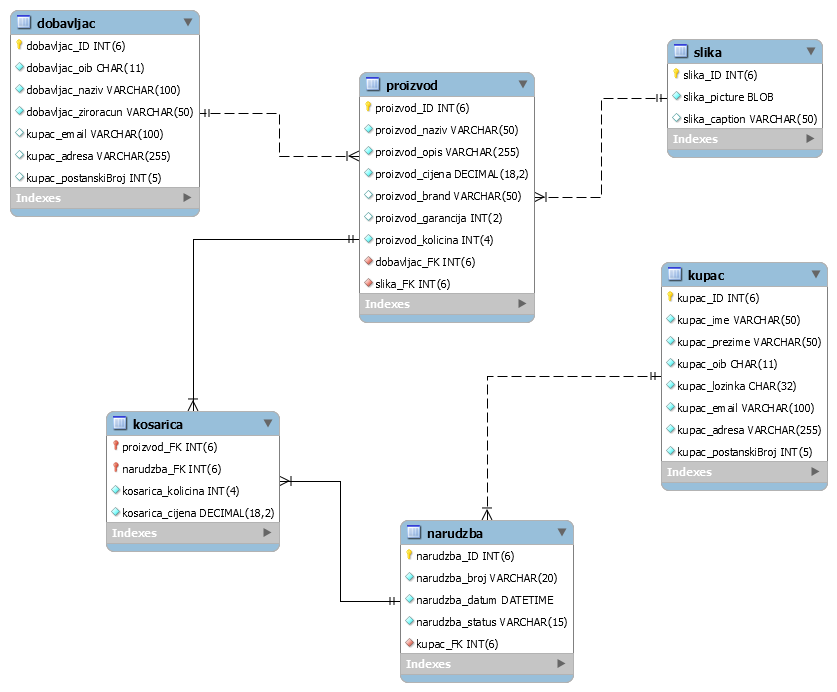 dobavljac
dobavljac_ID INT(6)
dobavljac_oib CHAR(11)
dobavljac_naziv VARCHAR(100)
dobavljac_ziroracun VARCHAR(50)
kupac_email VARCHAR(100)
kupac_adresa VARCHAR(255)
kupac_postanskiBroj INT(5)
Indexes
proizvod
proizvod_ID INT(6)
proizvod_naziv VARCHAR(50)
proizvod_opis VARCHAR(255)
proizvod_cijena DECIMAL(18,2)
proizvod_brand VARCHAR(50)
proizvod_garancija INT(2)
proizvod_kolicina INT(4)
dobavljac_FK INT(6)
slika_FK INT(6)
Indexes
slika
slika_ID INT(6)
slika_picture BLOB
slika_caption VARCHAR(50)
Indexes
kupac
kupac_ID INT(6)
kupac_ime VARCHAR(50)
kupac_prezime VARCHAR(50)
kupac_oib CHAR(11)
kupac_lozinka CHAR(32)
kupac_email VARCHAR(100)
kupac_adresa VARCHAR(255)
kupac_postanskiBroj INT(5)
Indexes
kosarica
proizvod_FK INT(6)
narudzba_FK INT(6)
kosarica_kolicina INT(4)
kosarica_cijena DECIMAL(18,2)
Indexes
narudzba
narudzba_ID INT(6)
narudzba_broj VARCHAR(20)
narudzba_datum DATETIME
narudzba_status VARCHAR(15)
kupac_FK INT(6)
Indexes